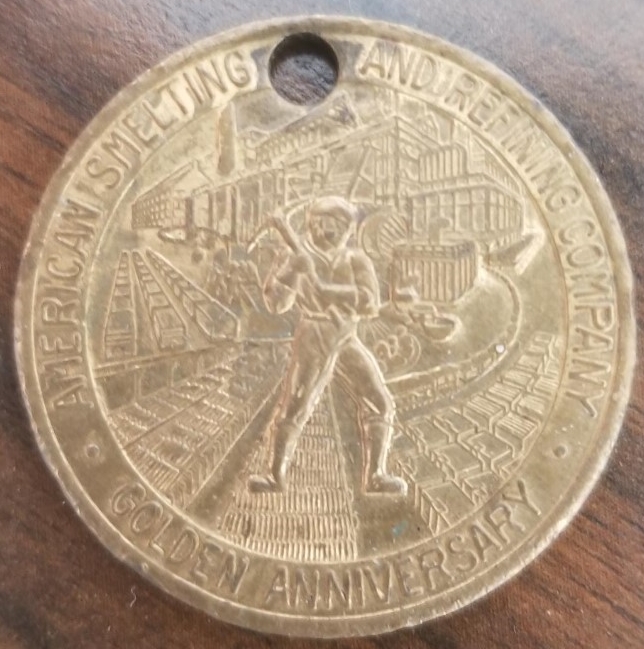 AMERICAN SMELTING AND REFINING COMPANY
GOLDEN ANNIVERSARY